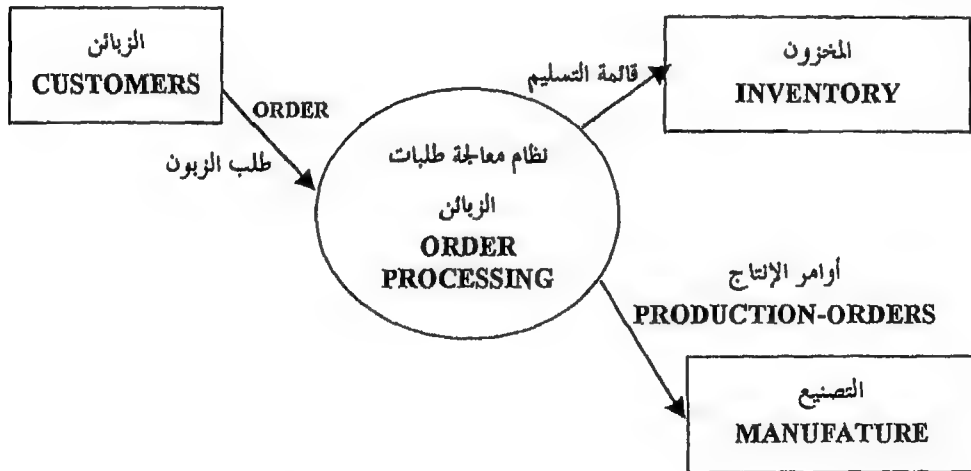 الزبائن
CUSTOMERS
ORDER
طلب الزبون
نظام معالجة طلبات
الزبائن
ORDER
PROCESSING
قائمة التسليم
المخزون
INVENTORY
أوامر الإنتاج
PRODUCTION-ORDERS
التصنيع
MANUFATURE